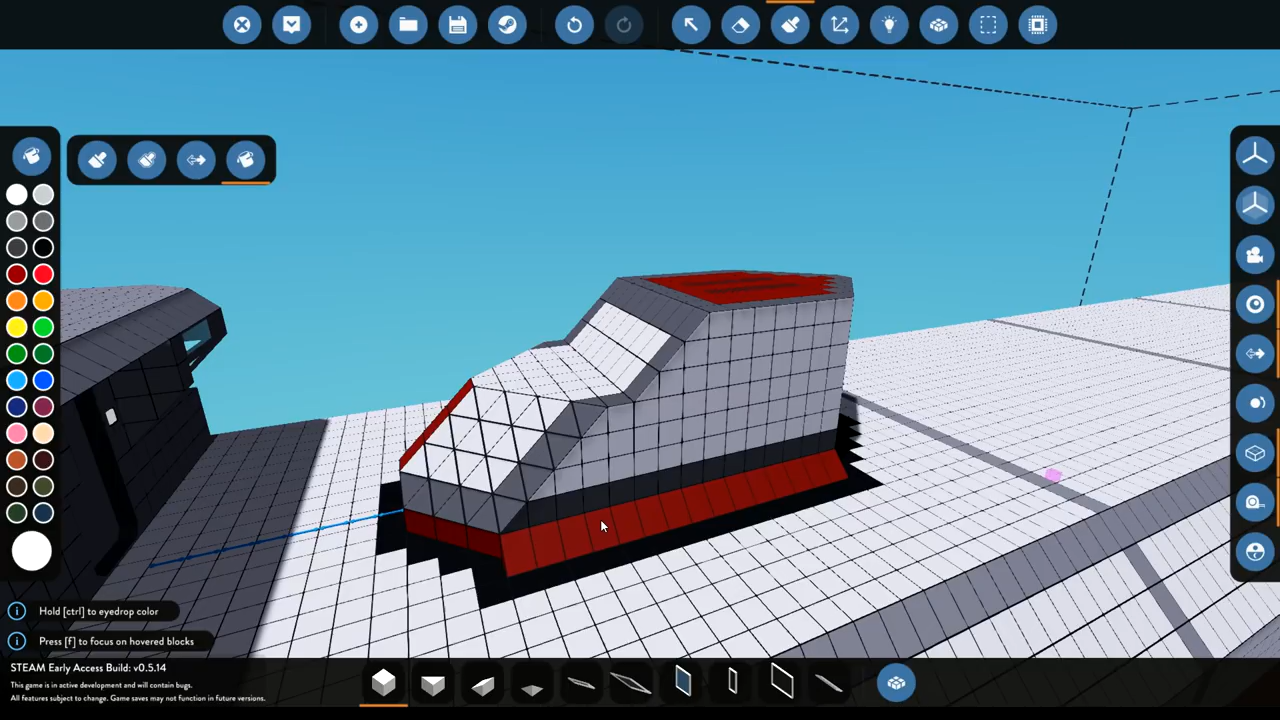 Hold [ctrl] to eyedrop color
Press [f] to focus on hovered blocks
STEAM Early Access Build: v0.5.14
This game is in active development and will contain bugs.
All features subject to change. Game saves may not function in future versions.